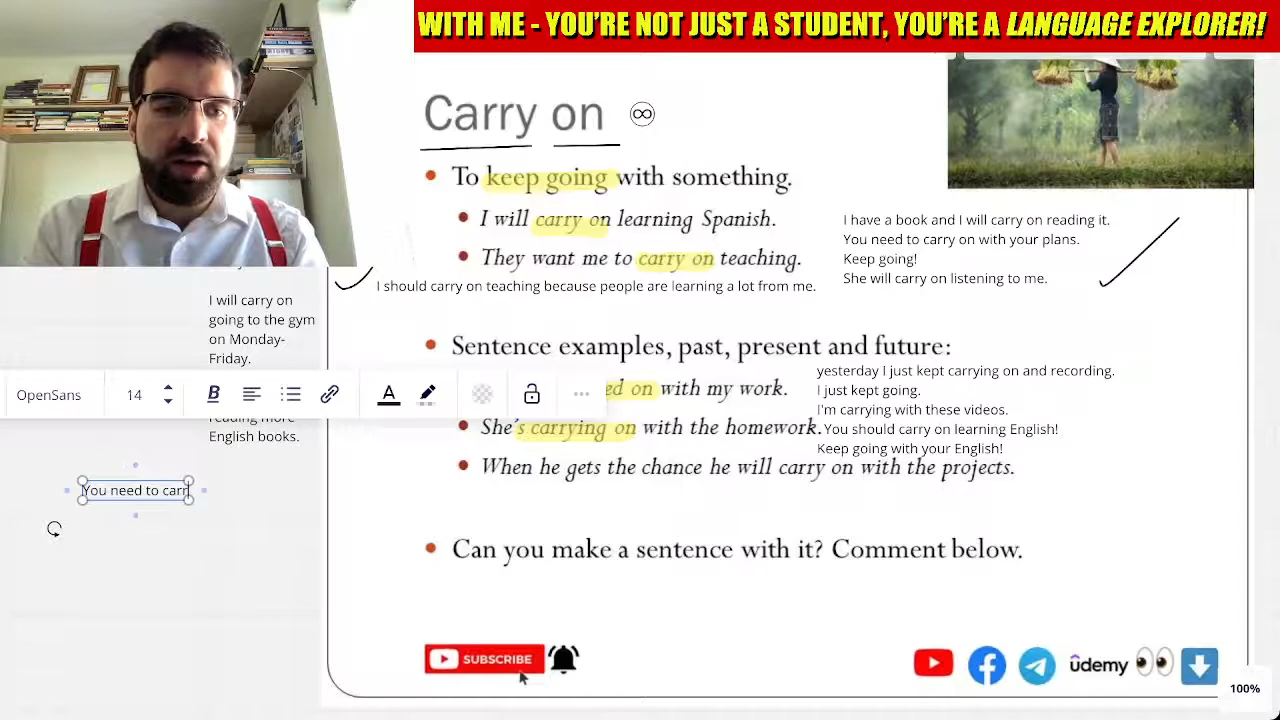 WITH ME - YOU'RE NOT JUST A STUDENT, YOU'RE A LANGUAGE EXPLORER!
Carry on
To keep going with something.
I will carry on learning Spanish.
They want me to carry on teaching.
I should carry on teaching because people are learning a lot from me.
I have a book and I will carry on reading it.
You need to carry on with your plans.
Keep going!
She will carry on listening to me.
I will carry on
going to the gym
on Monday-
Friday.
OpenSans 14 B A
reading more
English books.
You need to carr
Sentence examples, past, present and future:
ed on with my work.
She's carrying on with the homework.
When he gets the chance he will carry on with the projects.
yesterday I just kept carrying on and recording.
I just kept going.
I'm carrying with these videos.
You should carry on learning English!
Keep going with your English!
Can you make a sentence with it? Comment below.
SUBSCRIBE
udemy
100%